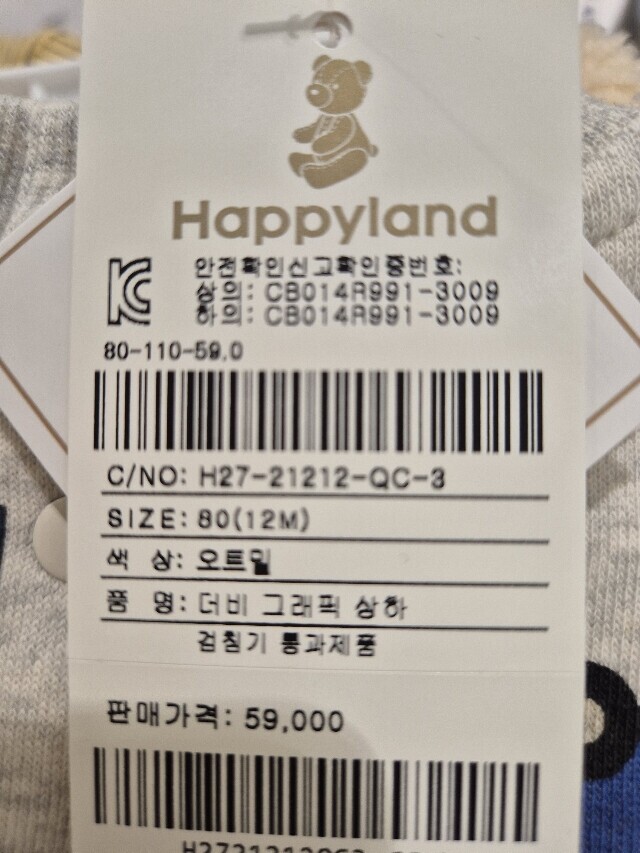 Happyland
안전확인신고확인증번호:
상의: CB014R991-3009
하의: CB014R991-3009
80-110-59.0
C/NO: H27-21212-QC-3
SIZE: 80(12M)
색 상: 오트밀
품 명: 더비 그래픽 상하
검침기 통과제품
판매가격: 59,000